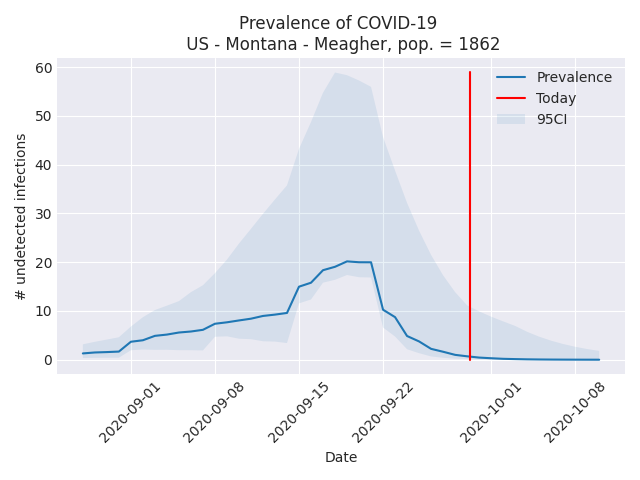 Prevalence of COVID-19
US - Montana - Meagher, pop. = 1862
# undetected infections
60
50
40
30
20
10
0
Prevalence
Today
95CI
2020-09-01
2020-09-08
2020-09-15
2020-09-22
2020-10-01
2020-10-08
Date